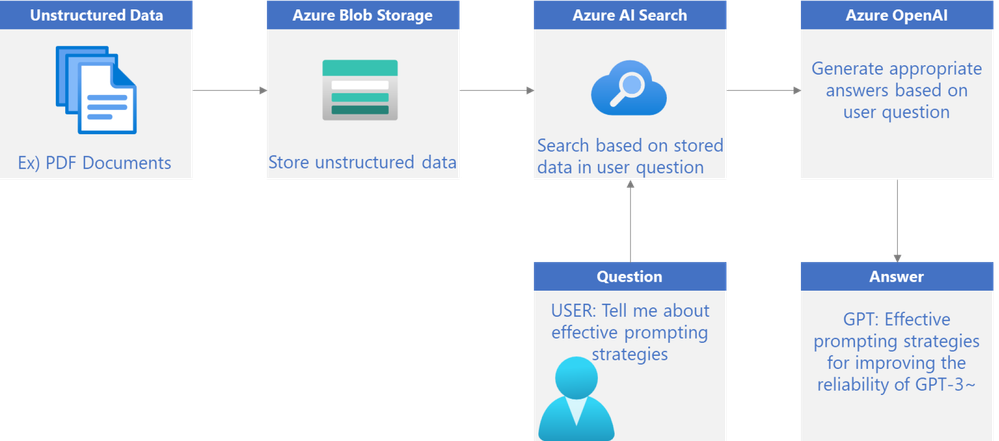 Unstructured Data
Ex) PDF Documents
Azure Blob Storage
Store unstructured data
Azure AI Search
Search based on stored
data in user question
Azure OpenAI
Generate appropriate
answers based on
user question
Question
USER: Tell me about
effective prompting
strategies
Answer
GPT: Effective
prompting strategies
for improving the
reliability of GPT-3~